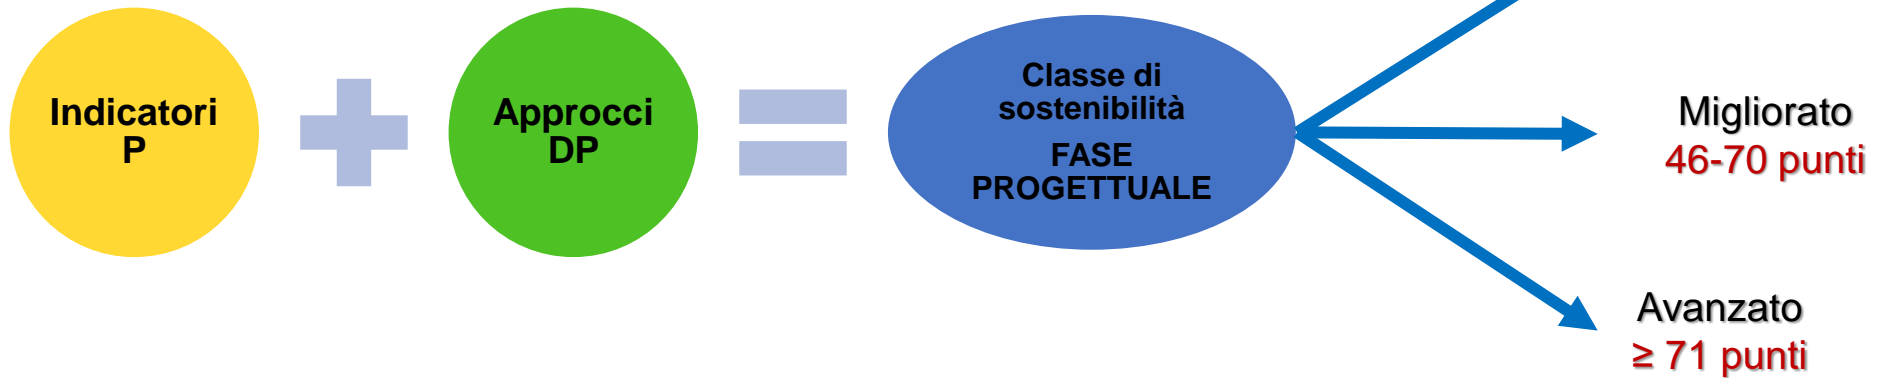 Indicatori
P
Approcci
DP
Classe di
sostenibilità
FASE
PROGETTUALE
Migliorato
46-70 punti
Avanzato
≥ 71 punti